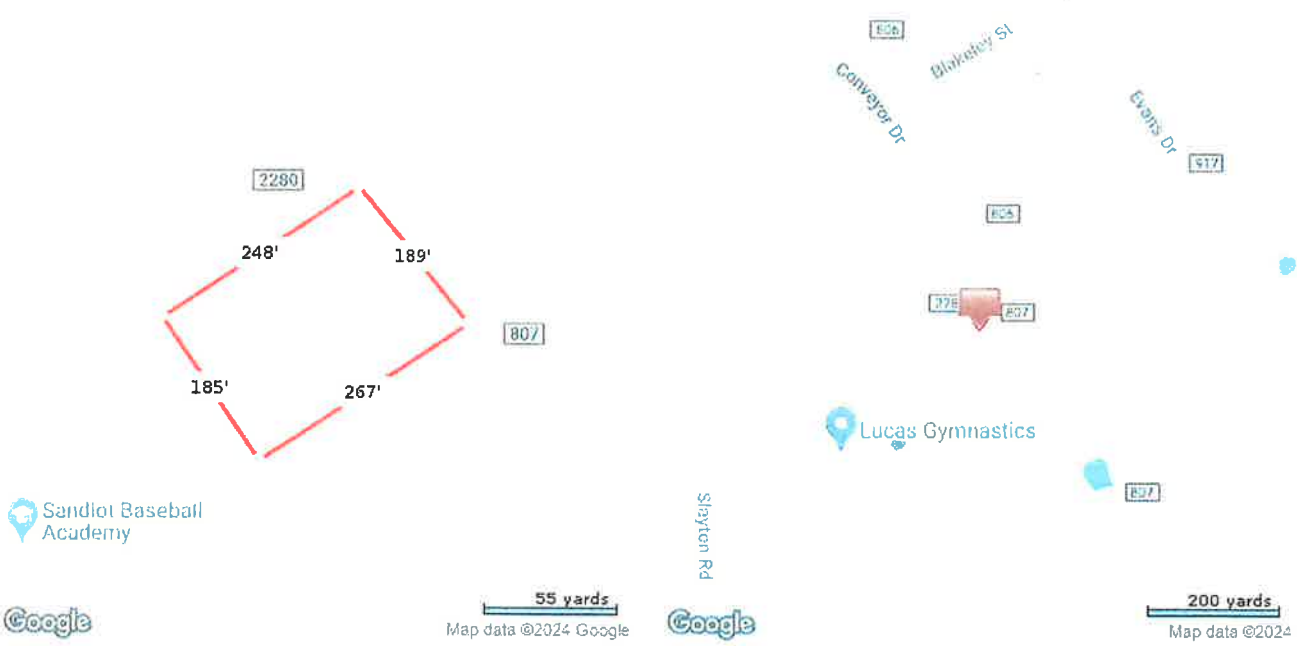 2280
248'
189'
807
185'
267'
Sandlot Baseball
Academy
55 yards
Google
Map data ©2024 Google
Blakeley St
Conveyor Dr
Evans Dr
917
807
Lucas Gymnastics
807
Slayton Rd
200 yards
Google
Map data ©2024